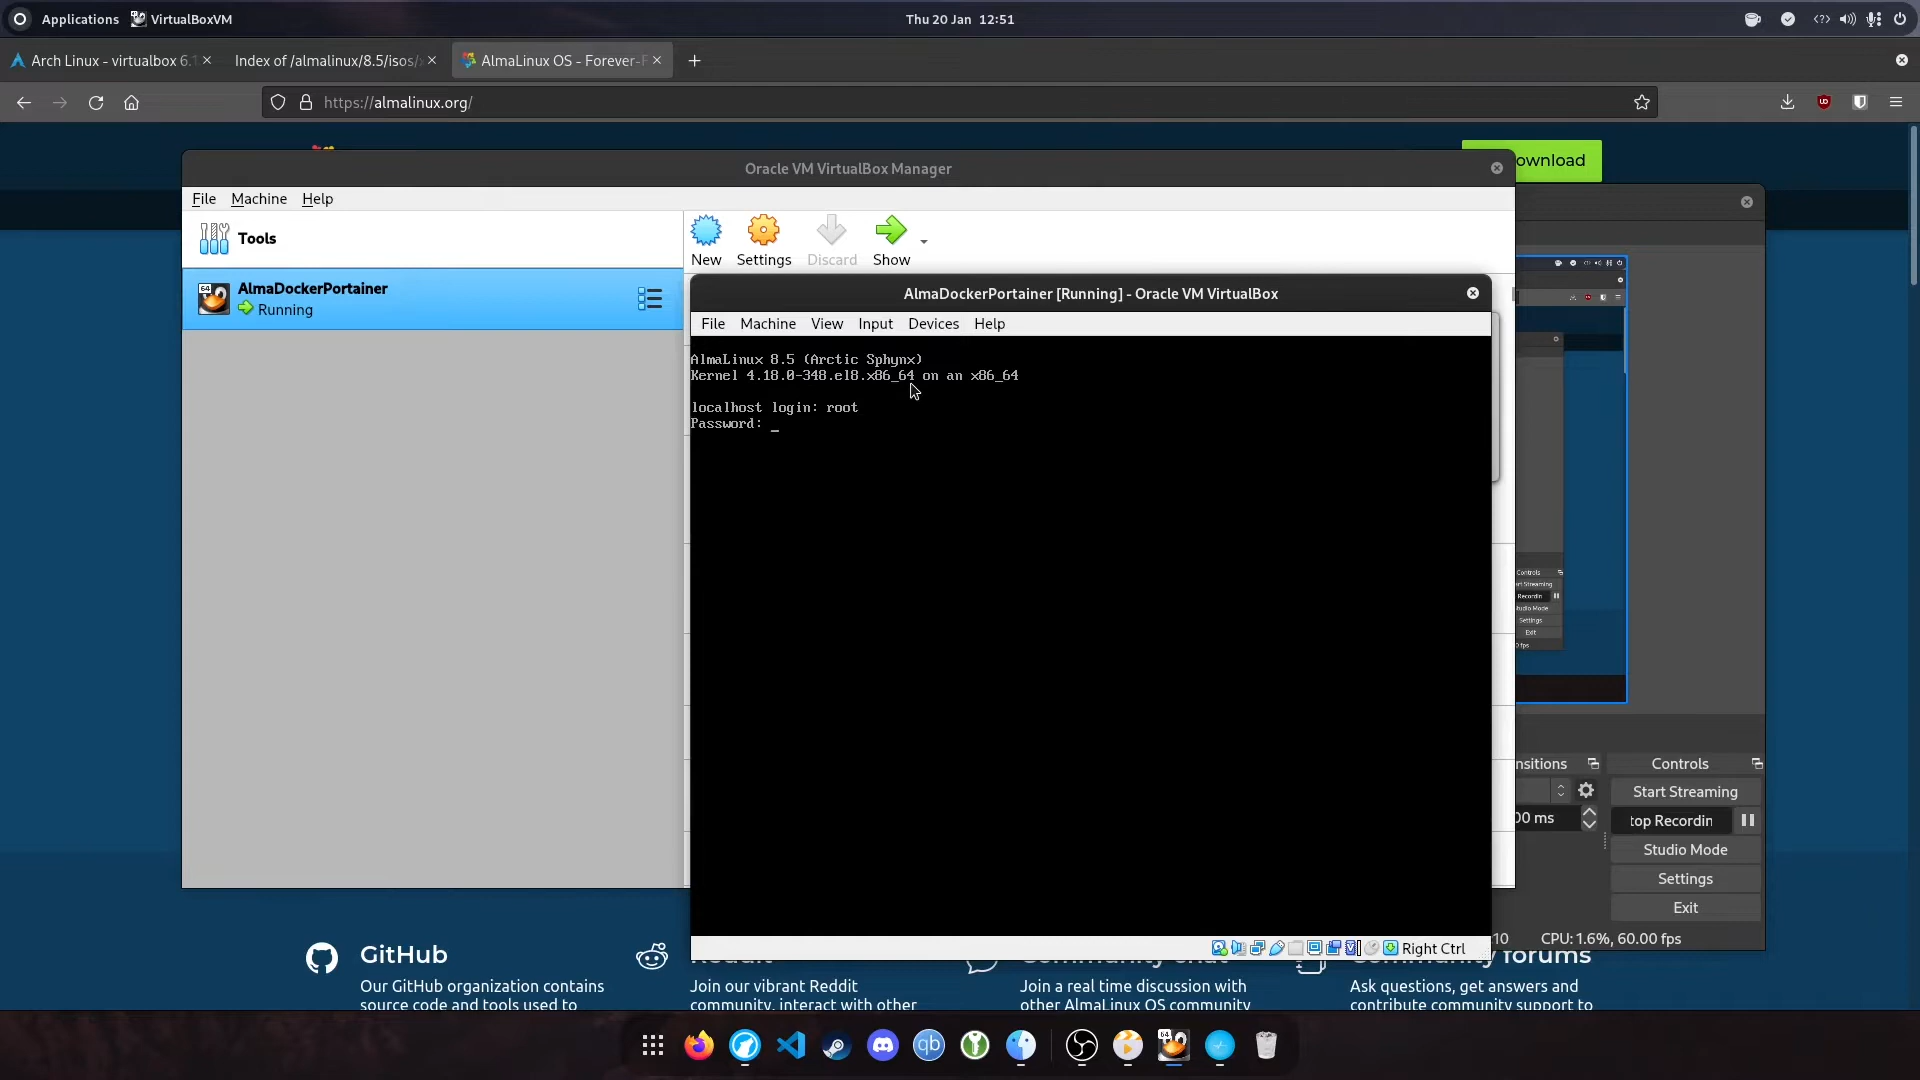 Applications VirtualBoxVM Thu 20 Jan 12:51
Arch Linux - virtualbox 6.1 Index of /almalinux/8.5/isos/ AlmaLinux OS - Forever-F
https://almalinux.org/
ownload
Oracle VM VirtualBox Manager
File Machine Help
Tools
New Settings Discard Show
AlmaDockerPortainer
Running
AlmaDockerPortainer [Running] - Oracle VM VirtualBox
File Machine View Input Devices Help
AlmaLinux 8.5 (Arctic Sphynx)
Kernel 4.18.0-348.el8.x86_64 on an x86_64
localhost login: root
Password: _
Right Ctrl
Controls
Recordin
Settings
Exit
nsitions Controls
Start Streaming
00 ms top Recordin
Studio Mode
Settings
Exit
:10 CPU: 1.6%, 60.00 fps
GitHub
Our GitHub organization contains
source code and tools used to
Join our vibrant Reddit
community, interact with other
Join a real time discussion with
other AlmaLinux OS community
forums
Ask questions, get answers and
contribute community support to